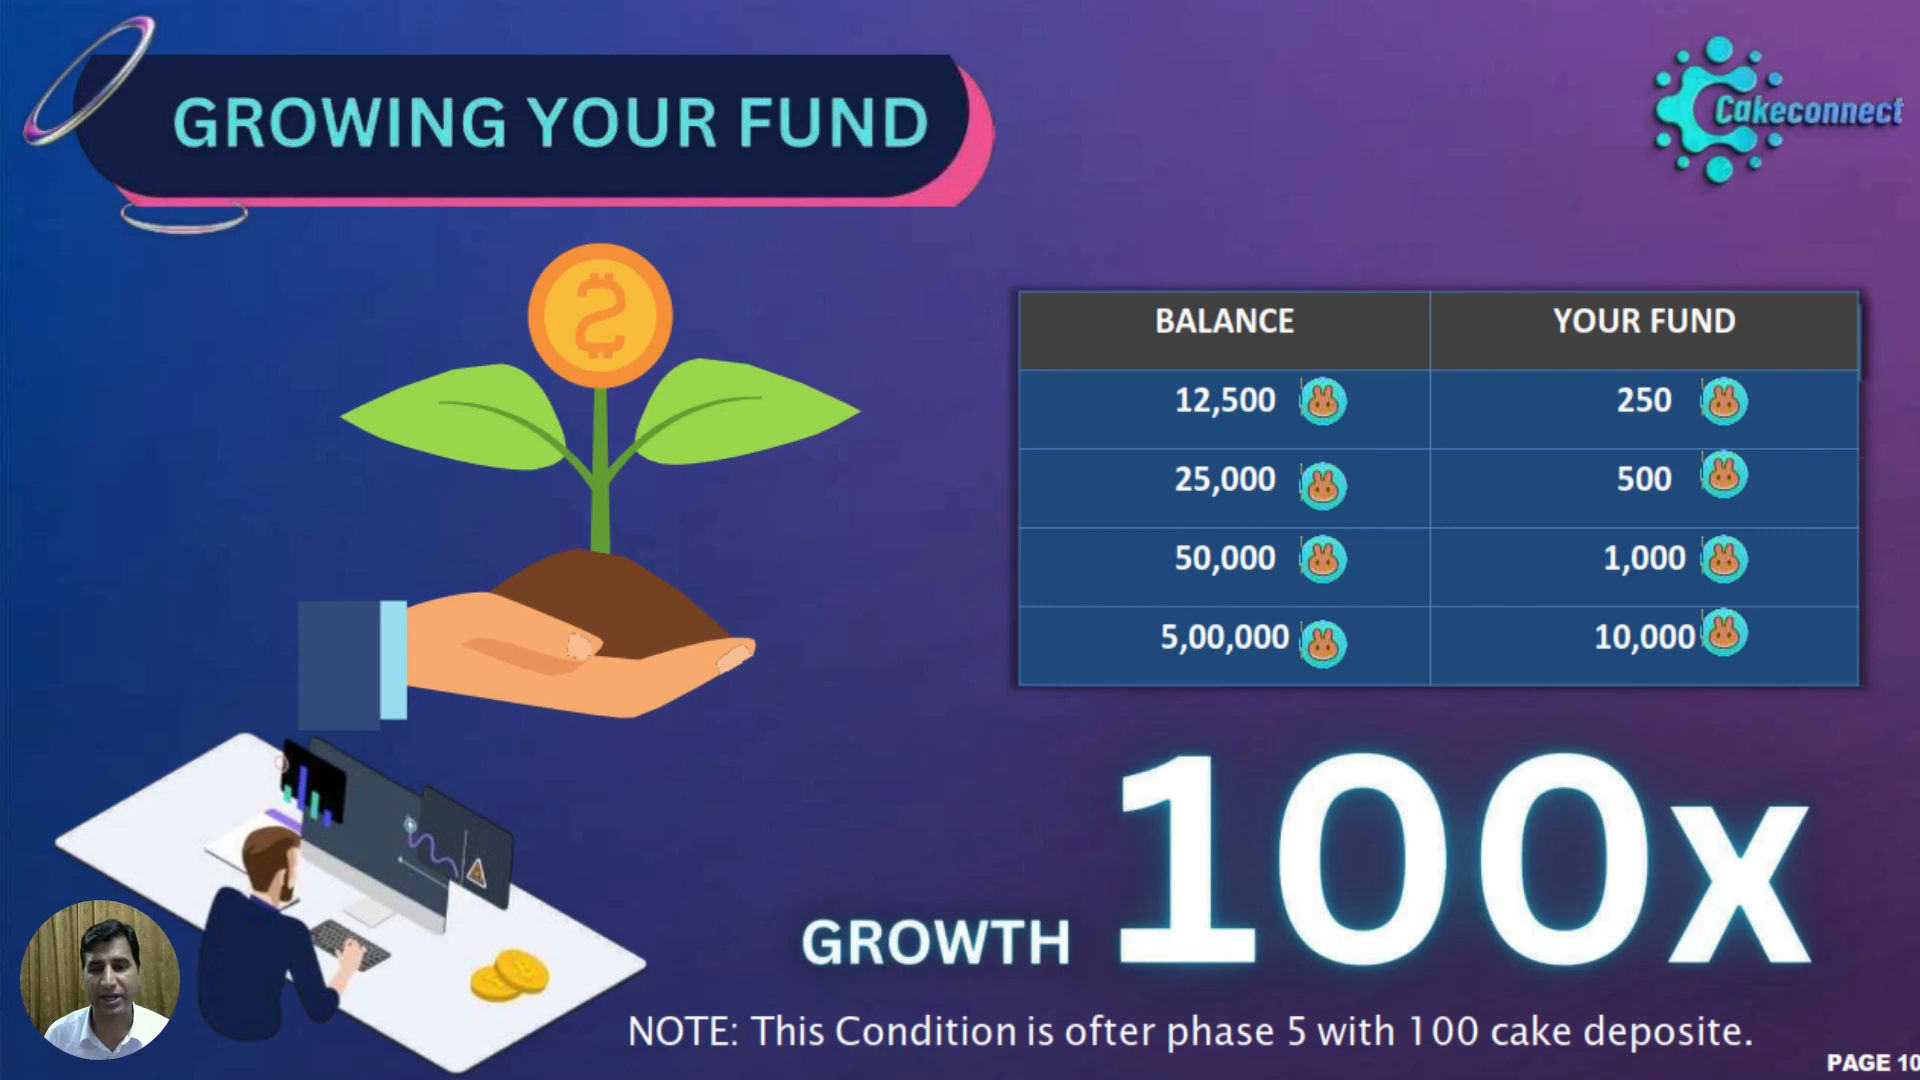 GROWING YOUR FUND
Cakeconnect
BALANCE YOUR FUND
12,500 250
25,000 500
50,000 1,000
5,00,000 10,000
GROWTH 100x
NOTE: This Condition is ofter phase 5 with 100 cake deposite.
PAGE 10